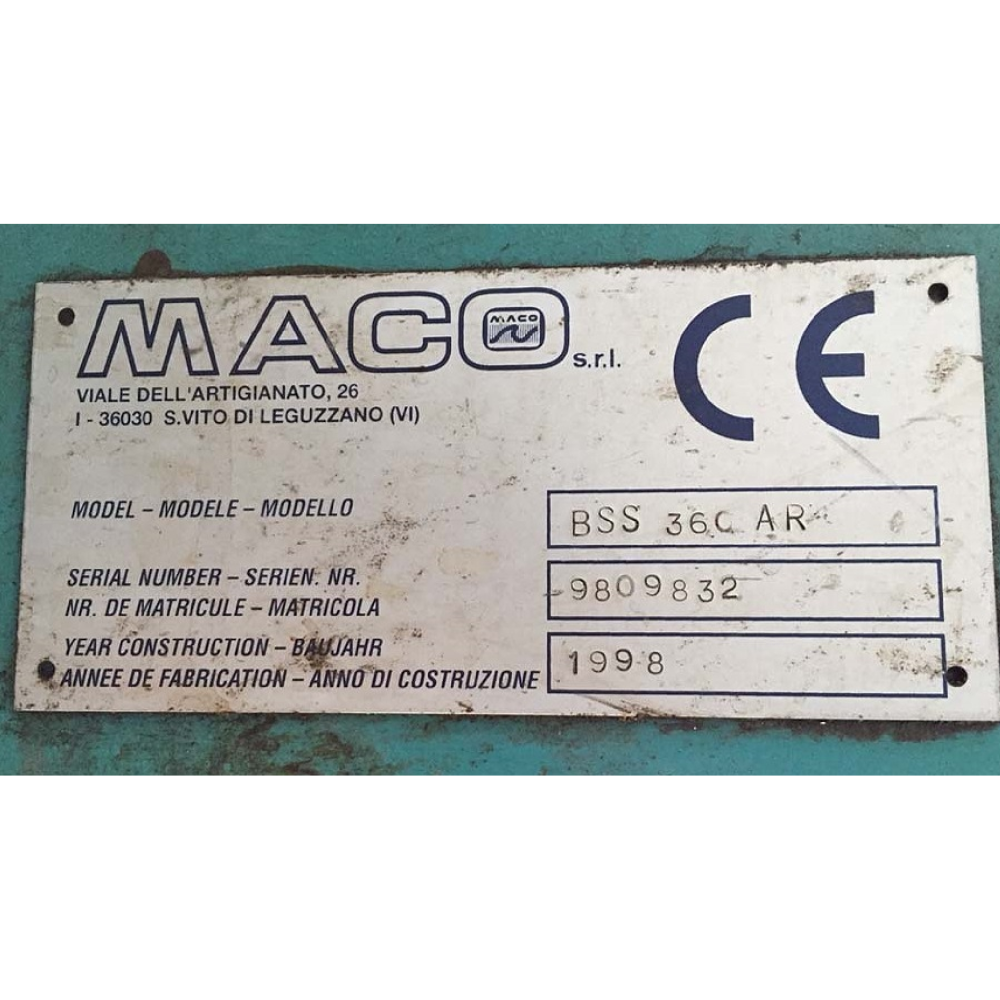 MACO
MACO
s.r.l.
CE
VIALE DELL'ARTIGIANATO, 26
I - 36030 S.VITO DI LEGUZZANO (VI)
MODEL – MODELE – MODELLO
BSS 36C AR
SERIAL NUMBER – SERIEN. NR.
NR. DE MATRICULE – MATRICOLA
9809832
YEAR CONSTRUCTION – BAUJAHR
ANNEE DE FABRICATION – ANNO DI COSTRUZIONE
1998